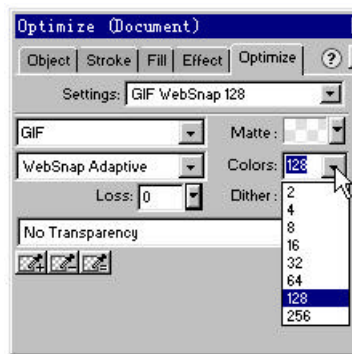 Optimize (Document)
Object Stroke Fill Effect Optimize ?
Settings: GIF WebSnap 128
GIF Matte:
WebSnap Adaptive Colors: 128
Loss: 0 Dither:
No Transparency
2
4
8
16
32
64
128
256